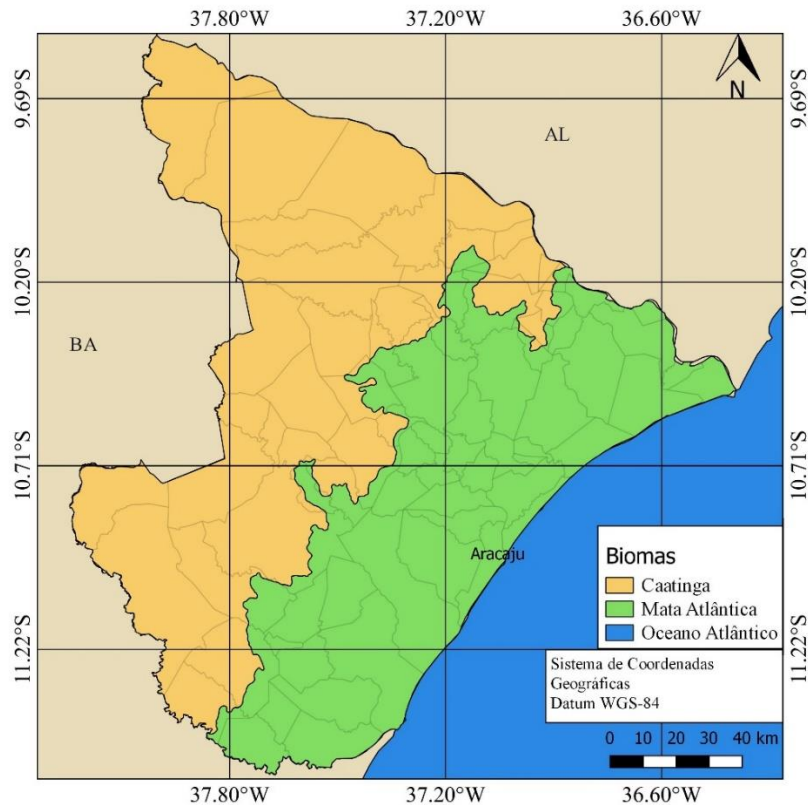 37.80°W 37.20°W 36.60°W
N
9.69°S 9.69°S
AL
10.20°S 10.20°S
BA
10.71°S 10.71°S
Aracaju
Biomas
Caatinga
Mata Atlântica
Oceano Atlântico
11.22°S 11.22°S
Sistema de Coordenadas
Geográficas
Datum WGS-84
0 10 20 30 40 km
37.80°W 37.20°W 36.60°W